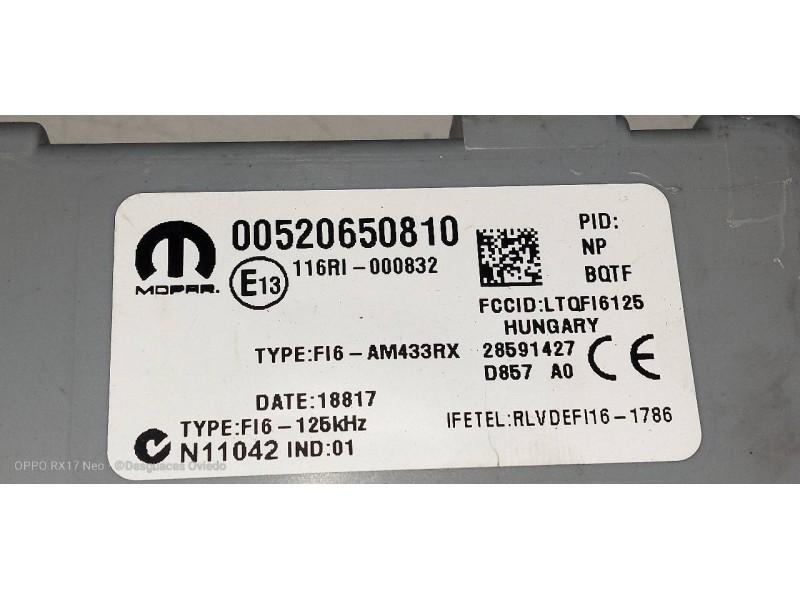 MOPAR.
00520650810
E13
116RI-000832
PID:
NP
BQTF
FCCID:LTQFI6125
HUNGARY
TYPE:FI6-AM433RX
28591427
D857 A0
CE
DATE:18817
TYPE:FI6-125kHz
IFETEL:RLVDEFI16-1786
N11042 IND:01
OPPO RX17 Neo ©Desguaces Oviedo